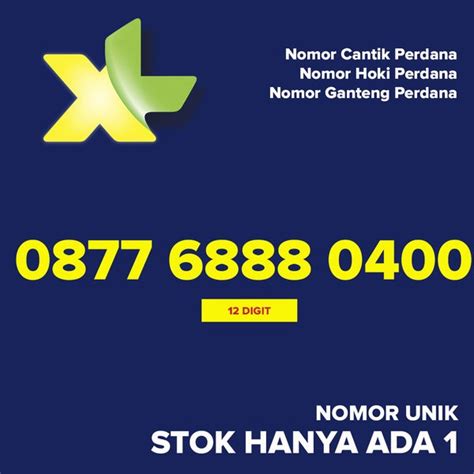 XL
Nomor Cantik Perdana
Nomor Hoki Perdana
Nomor Ganteng Perdana
0877 6888 0400
12 DIGIT
NOMOR UNIK
STOK HANYA ADA 1